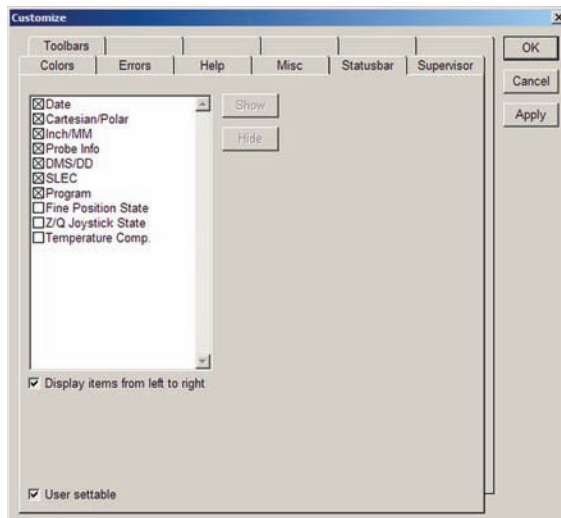 Customize
Toolbars
Colors Errors Help Misc Statusbar Supervisor
OK
Cancel
Apply
Date
Cartesian/Polar
Inch/MM
Probe Info
DMS/DD
SLEC
Program
Fine Position State
Z/Q Joystick State
Temperature Comp.
Show
Hide
Display items from left to right
User settable